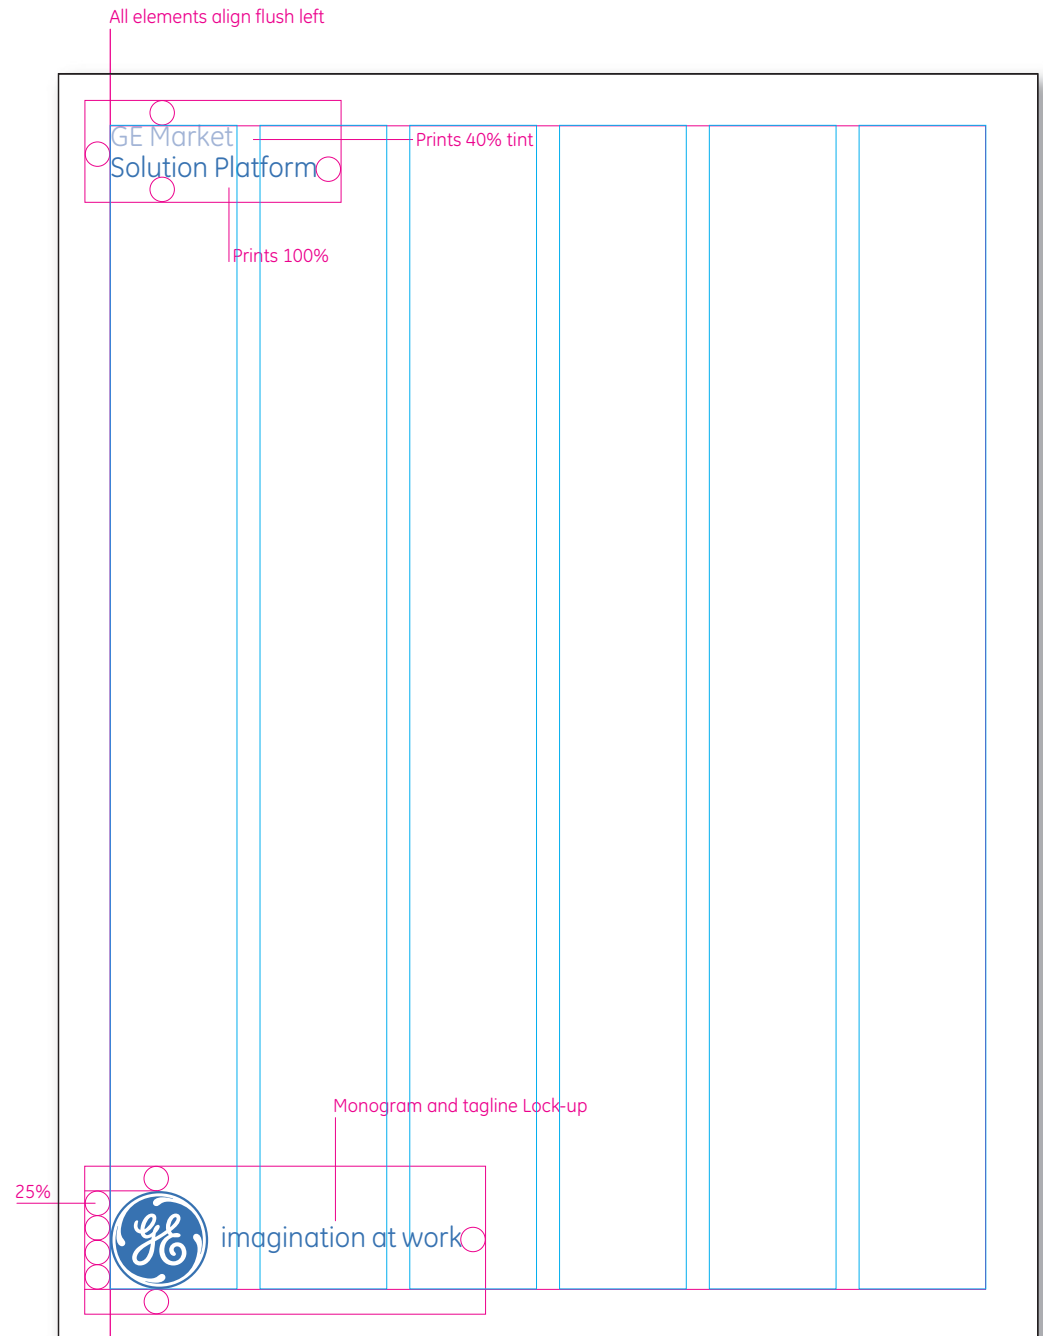 All elements align flush left
GE Market
Prints 40% tint
Solution Platform
Prints 100%
Monogram and tagline Lock-up
25%
GE imagination at work